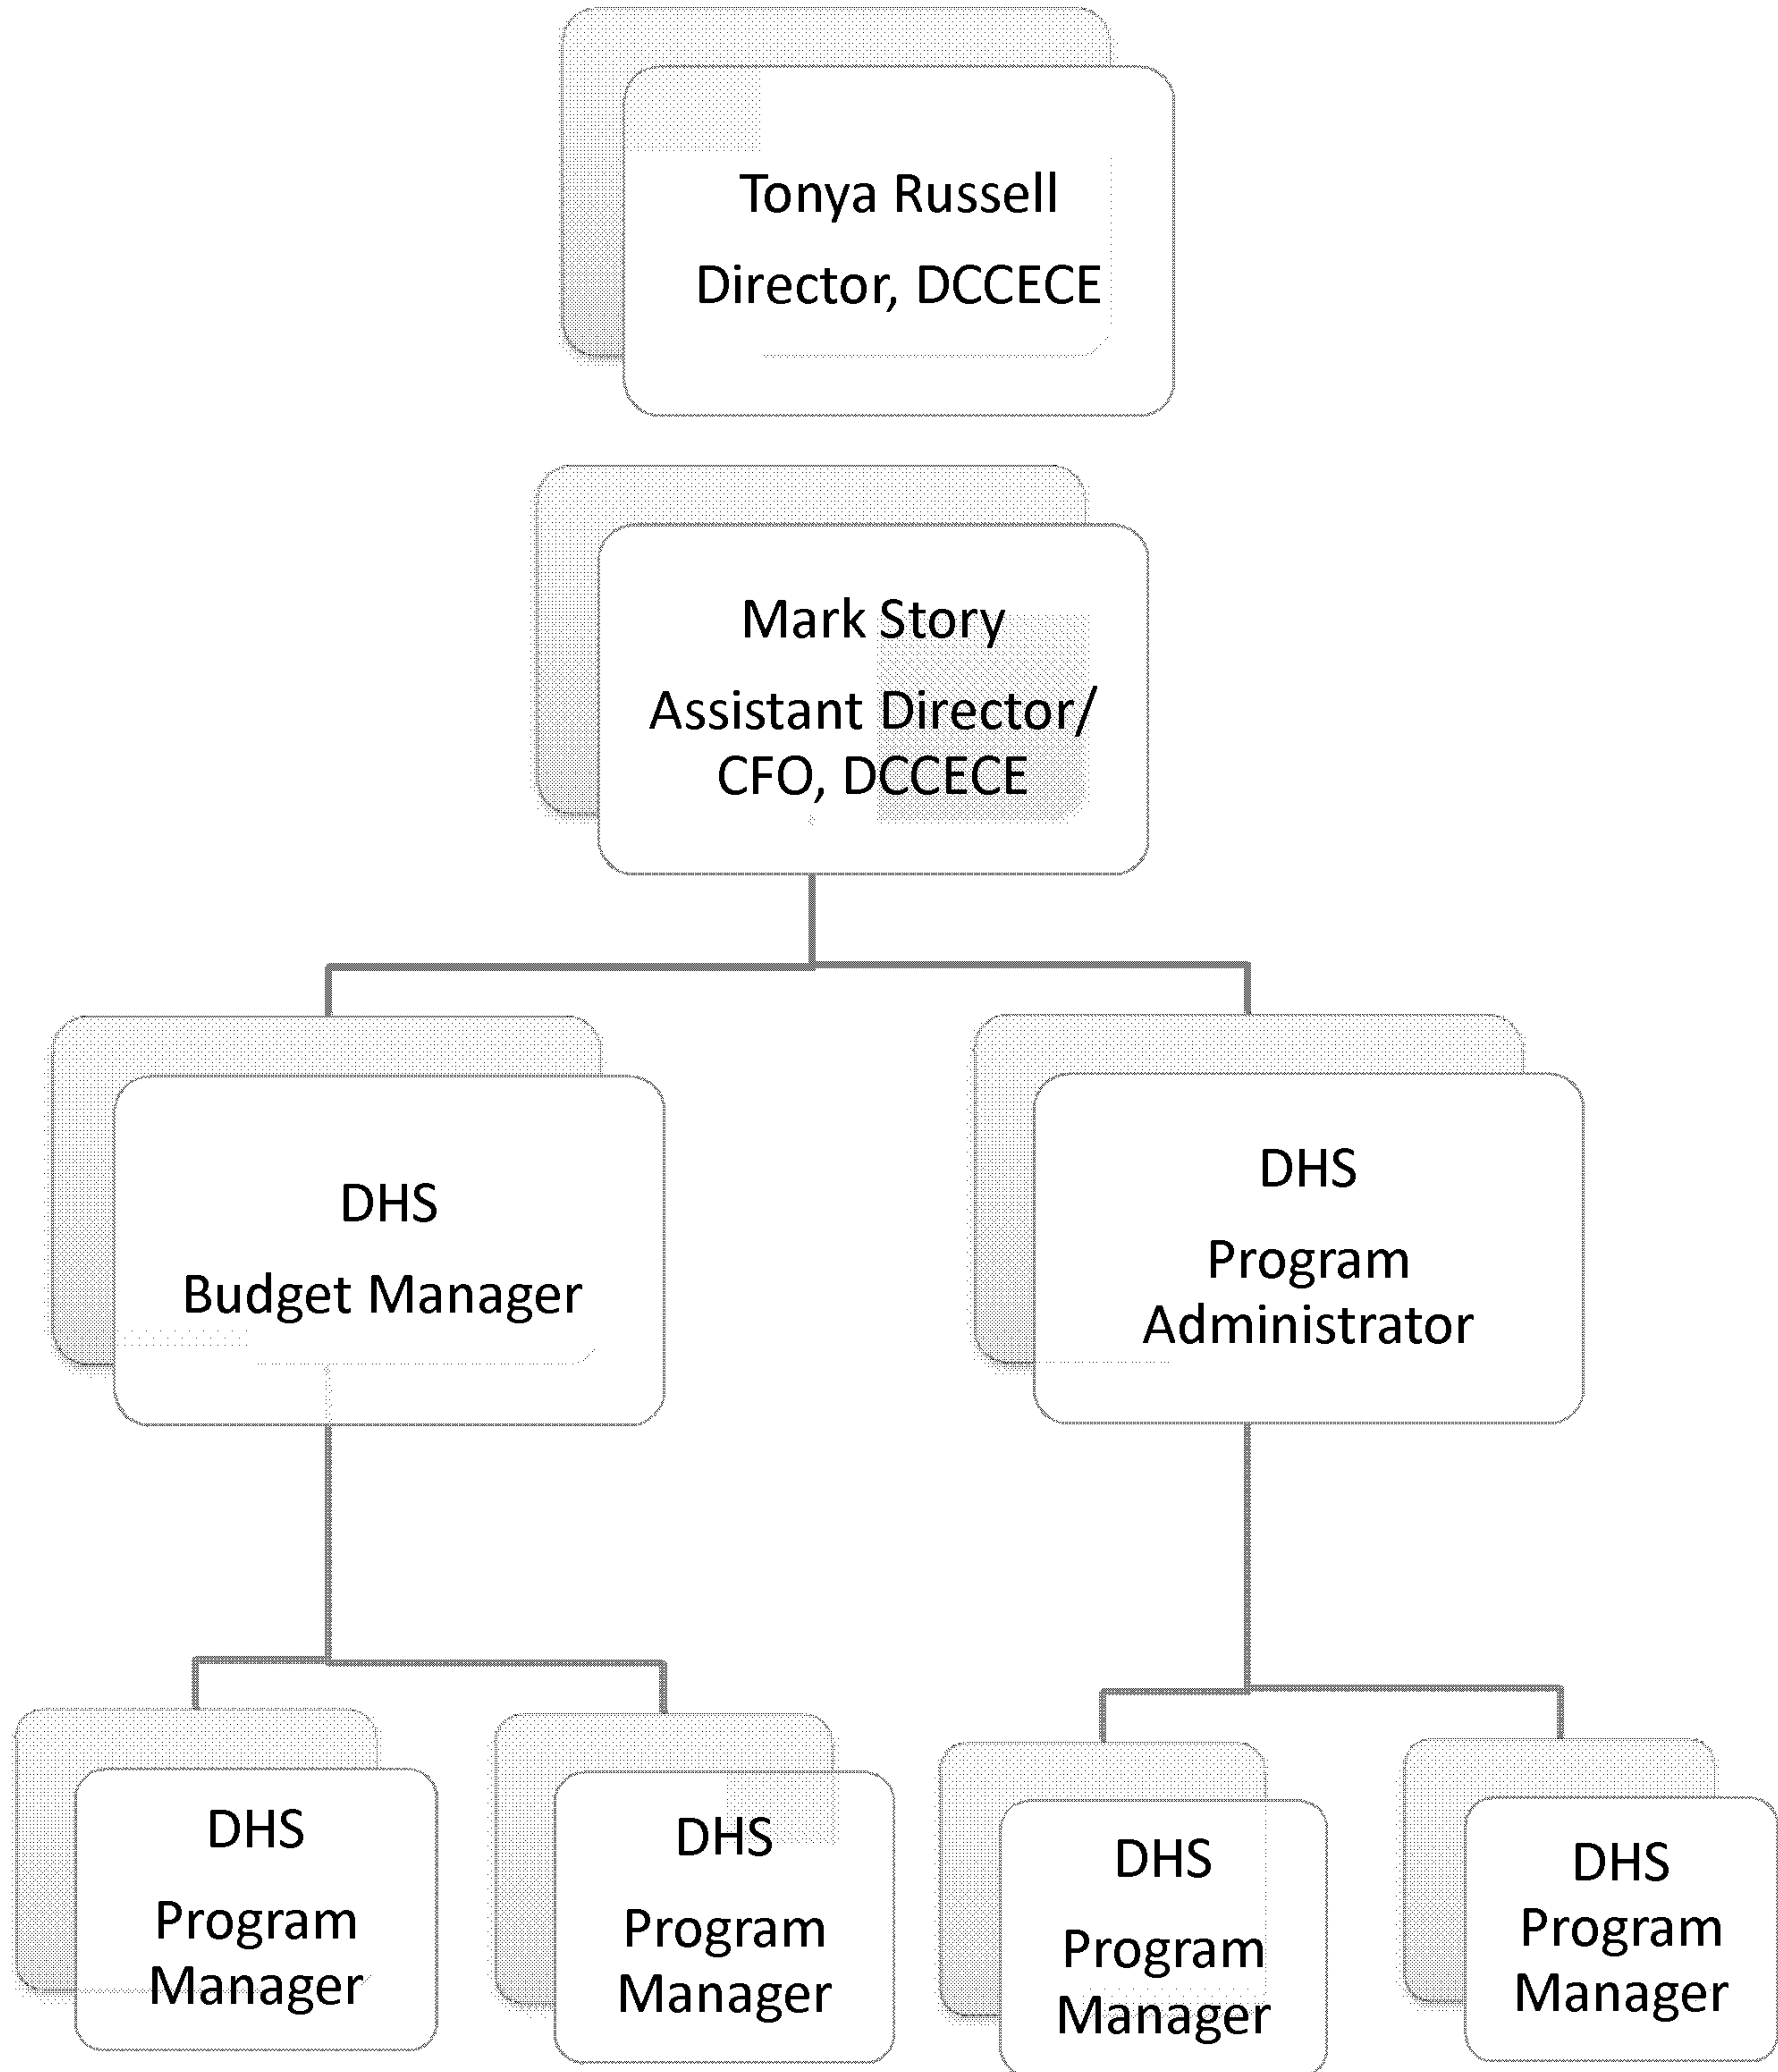 Tonya Russell
Director, DCCECE
Mark Story
Assistant Director/
CFO, DCCECE
DHS
Budget Manager
DHS
Program
Administrator
DHS
Program
Manager
DHS
Program
Manager
DHS
Program
Manager
DHS
Program
Manager